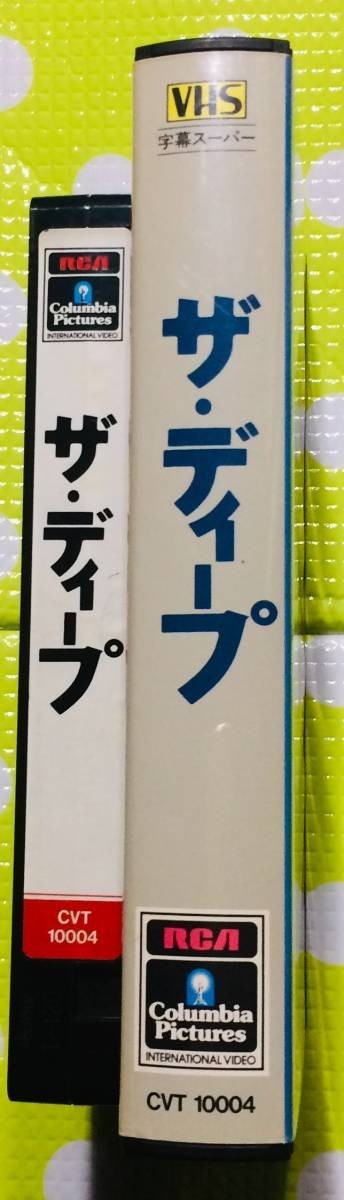 RCA
Columbia
Pictures
INTERNATIONAL VIDEO
ザ・ディープ
CVT
10004
VHS
字幕スーパー
ザ・ディープ
RCA
Columbia
Pictures
INTERNATIONAL VIDEO
CVT 10004